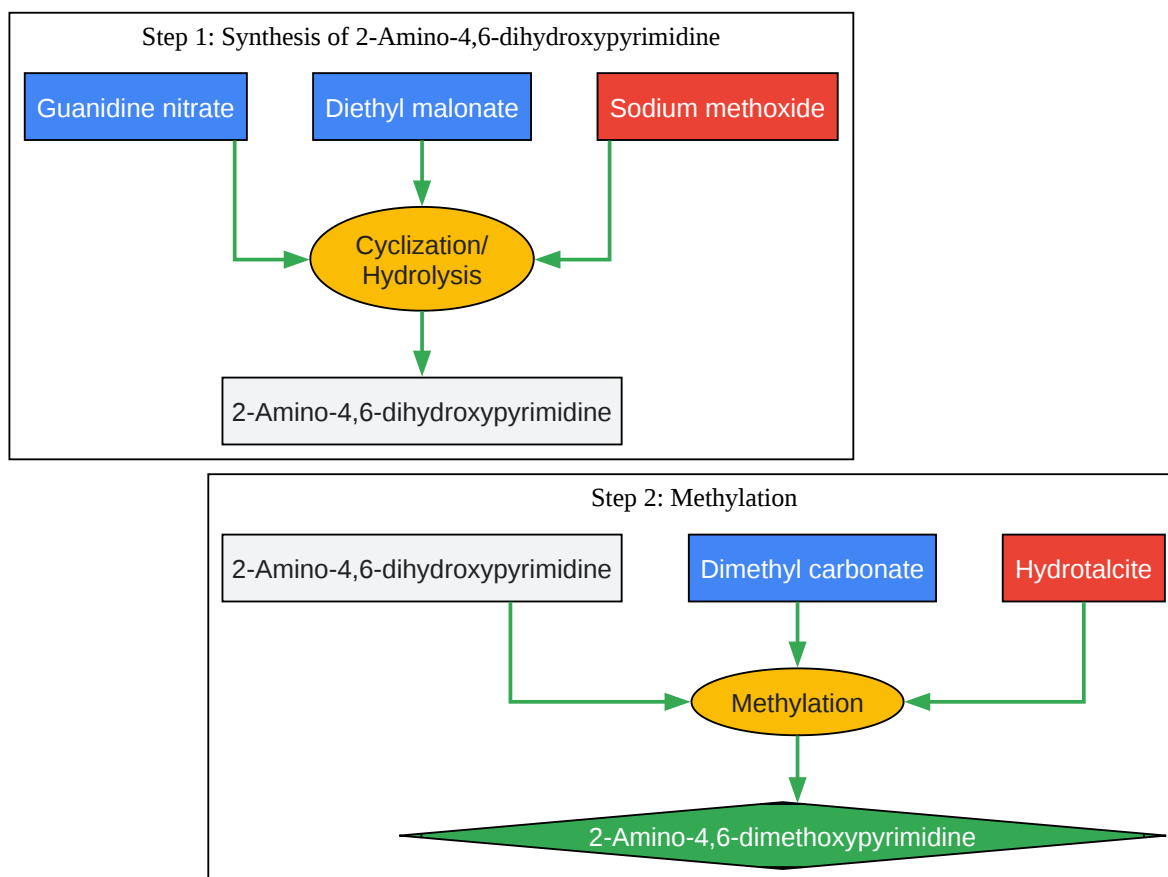 Step 1: Synthesis of 2-Amino-4,6-dihydroxypyrimidine
Guanidine nitrate
Diethyl malonate
Sodium methoxide
Cyclization/
Hydrolysis
2-Amino-4,6-dihydroxypyrimidine
Step 2: Methylation
2-Amino-4,6-dihydroxypyrimidine
Dimethyl carbonate
Hydrotalcite
Methylation
2-Amino-4,6-dimethoxypyrimidine